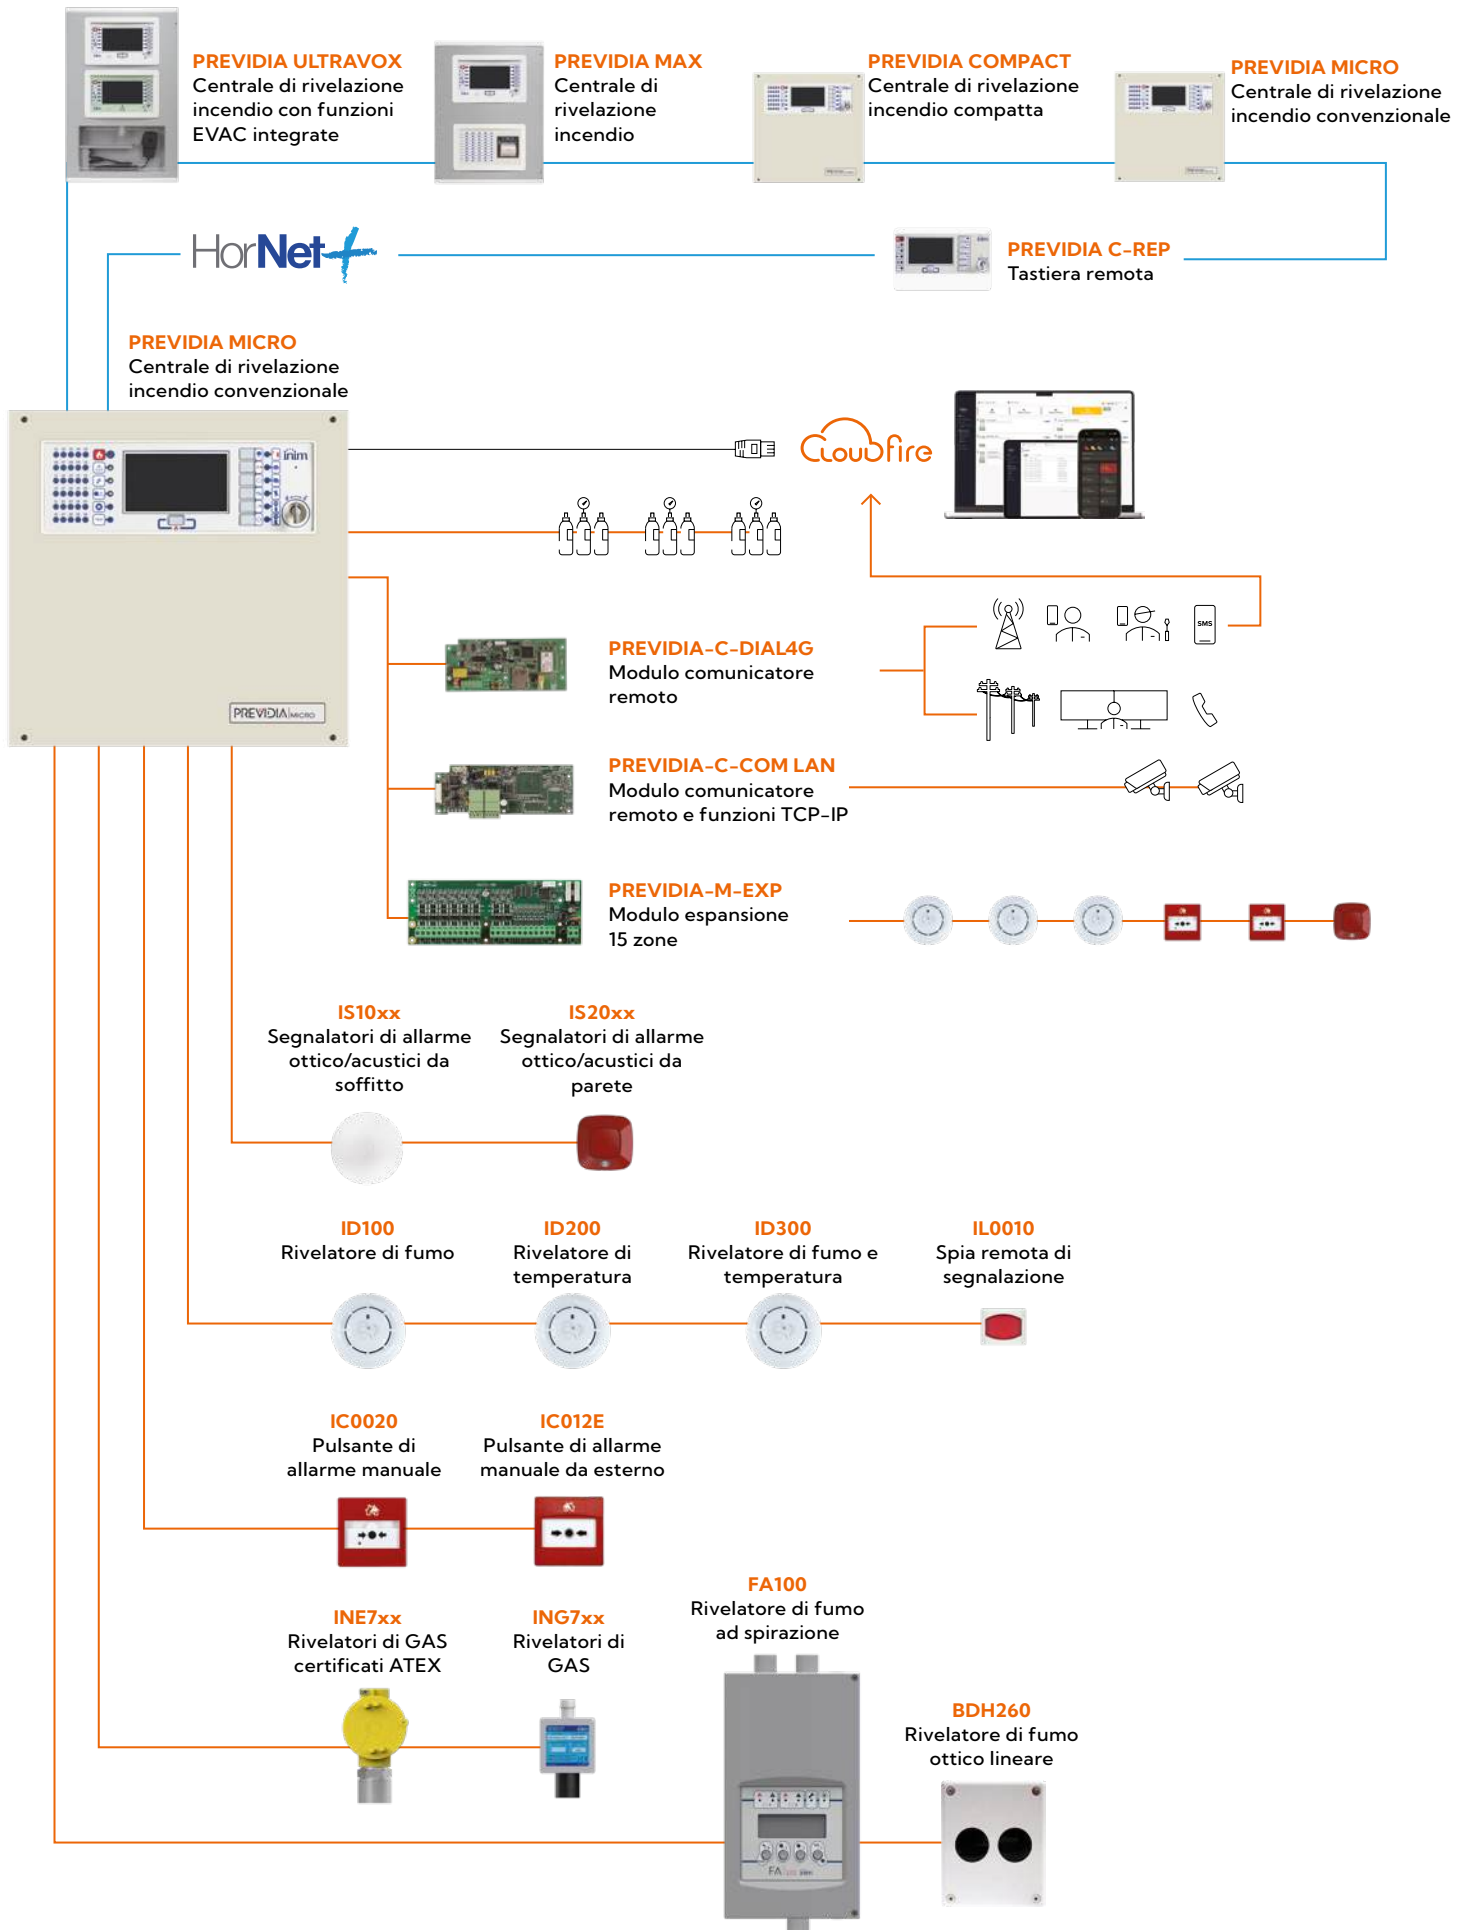 PREVIDIA ULTRAVOX
Centrale di rivelazione
incendio con funzioni
EVAC integrate
PREVIDIA MAX
Centrale di
rivelazione
incendio
PREVIDIA COMPACT
Centrale di rivelazione
incendio compatta
PREVIDIA MICRO
Centrale di rivelazione
incendio convenzionale
HorNet+
PREVIDIA C-REP
Tastiera remota
PREVIDIA MICRO
Centrale di rivelazione
incendio convenzionale
inim
PREVIDIA MICRO
CLOUDfire
SMS
PREVIDIA-C-DIAL4G
Modulo comunicatore
remoto
PREVIDIA-C-COM LAN
Modulo comunicatore
remoto e funzioni TCP-IP
PREVIDIA-M-EXP
Modulo espansione
15 zone
IS10xx
Segnalatori di allarme
ottico/acustici da
soffitto
IS20xx
Segnalatori di allarme
ottico/acustici da
parete
ID100
Rivelatore di fumo
ID200
Rivelatore di
temperatura
ID300
Rivelatore di fumo e
temperatura
IL0010
Spia remota di
segnalazione
IC0020
Pulsante di
allarme manuale
IC012E
Pulsante di allarme
manuale da esterno
INE7xx
Rivelatori di GAS
certificati ATEX
ING7xx
Rivelatori di
GAS
FA100
Rivelatore di fumo
ad spirazione
FA
BDH260
Rivelatore di fumo
ottico lineare